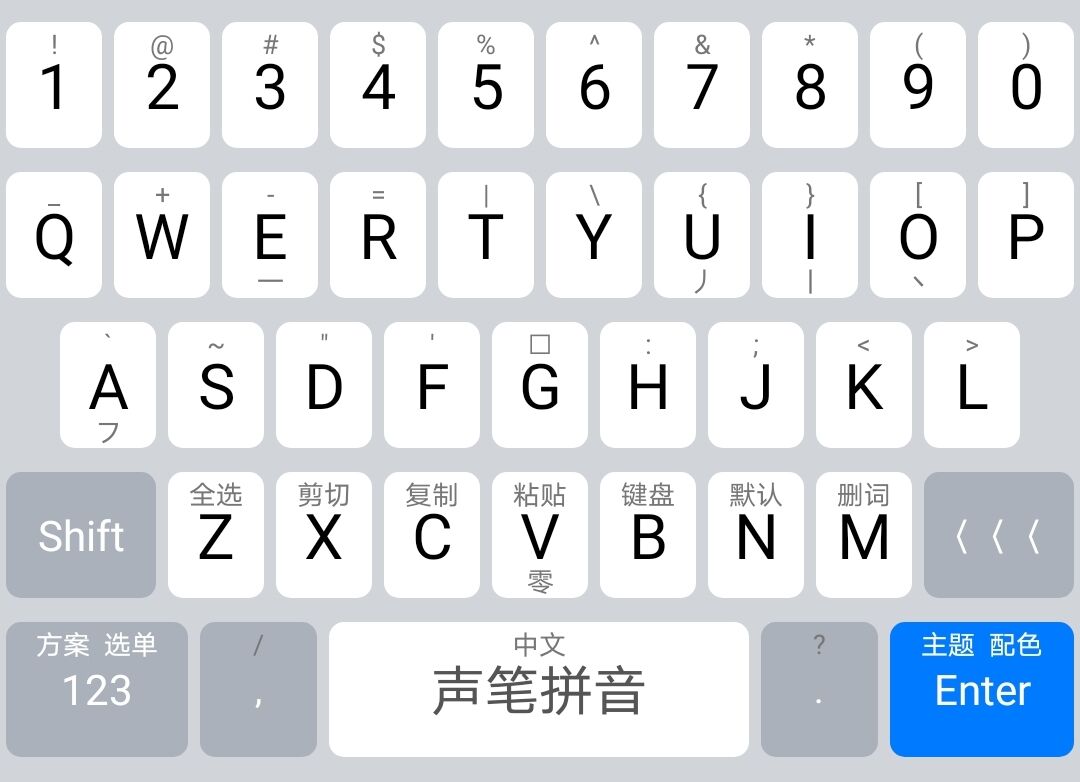 ! @ # $ % ^ & * ( )
1 2 3 4 5 6 7 8 9 0
_ + - = | \ { } [ ]
Q W E R T Y U I O P
一 丿 丨 丶
` ~ " ' □ : ; < >
A S D F G H J K L
フ
全选 剪切 复制 粘贴 键盘 默认 删词
Shift Z X C V B N M 〈〈〈
零
方案 选单 / 中文 ? 主题 配色
123 , 声笔拼音 . Enter